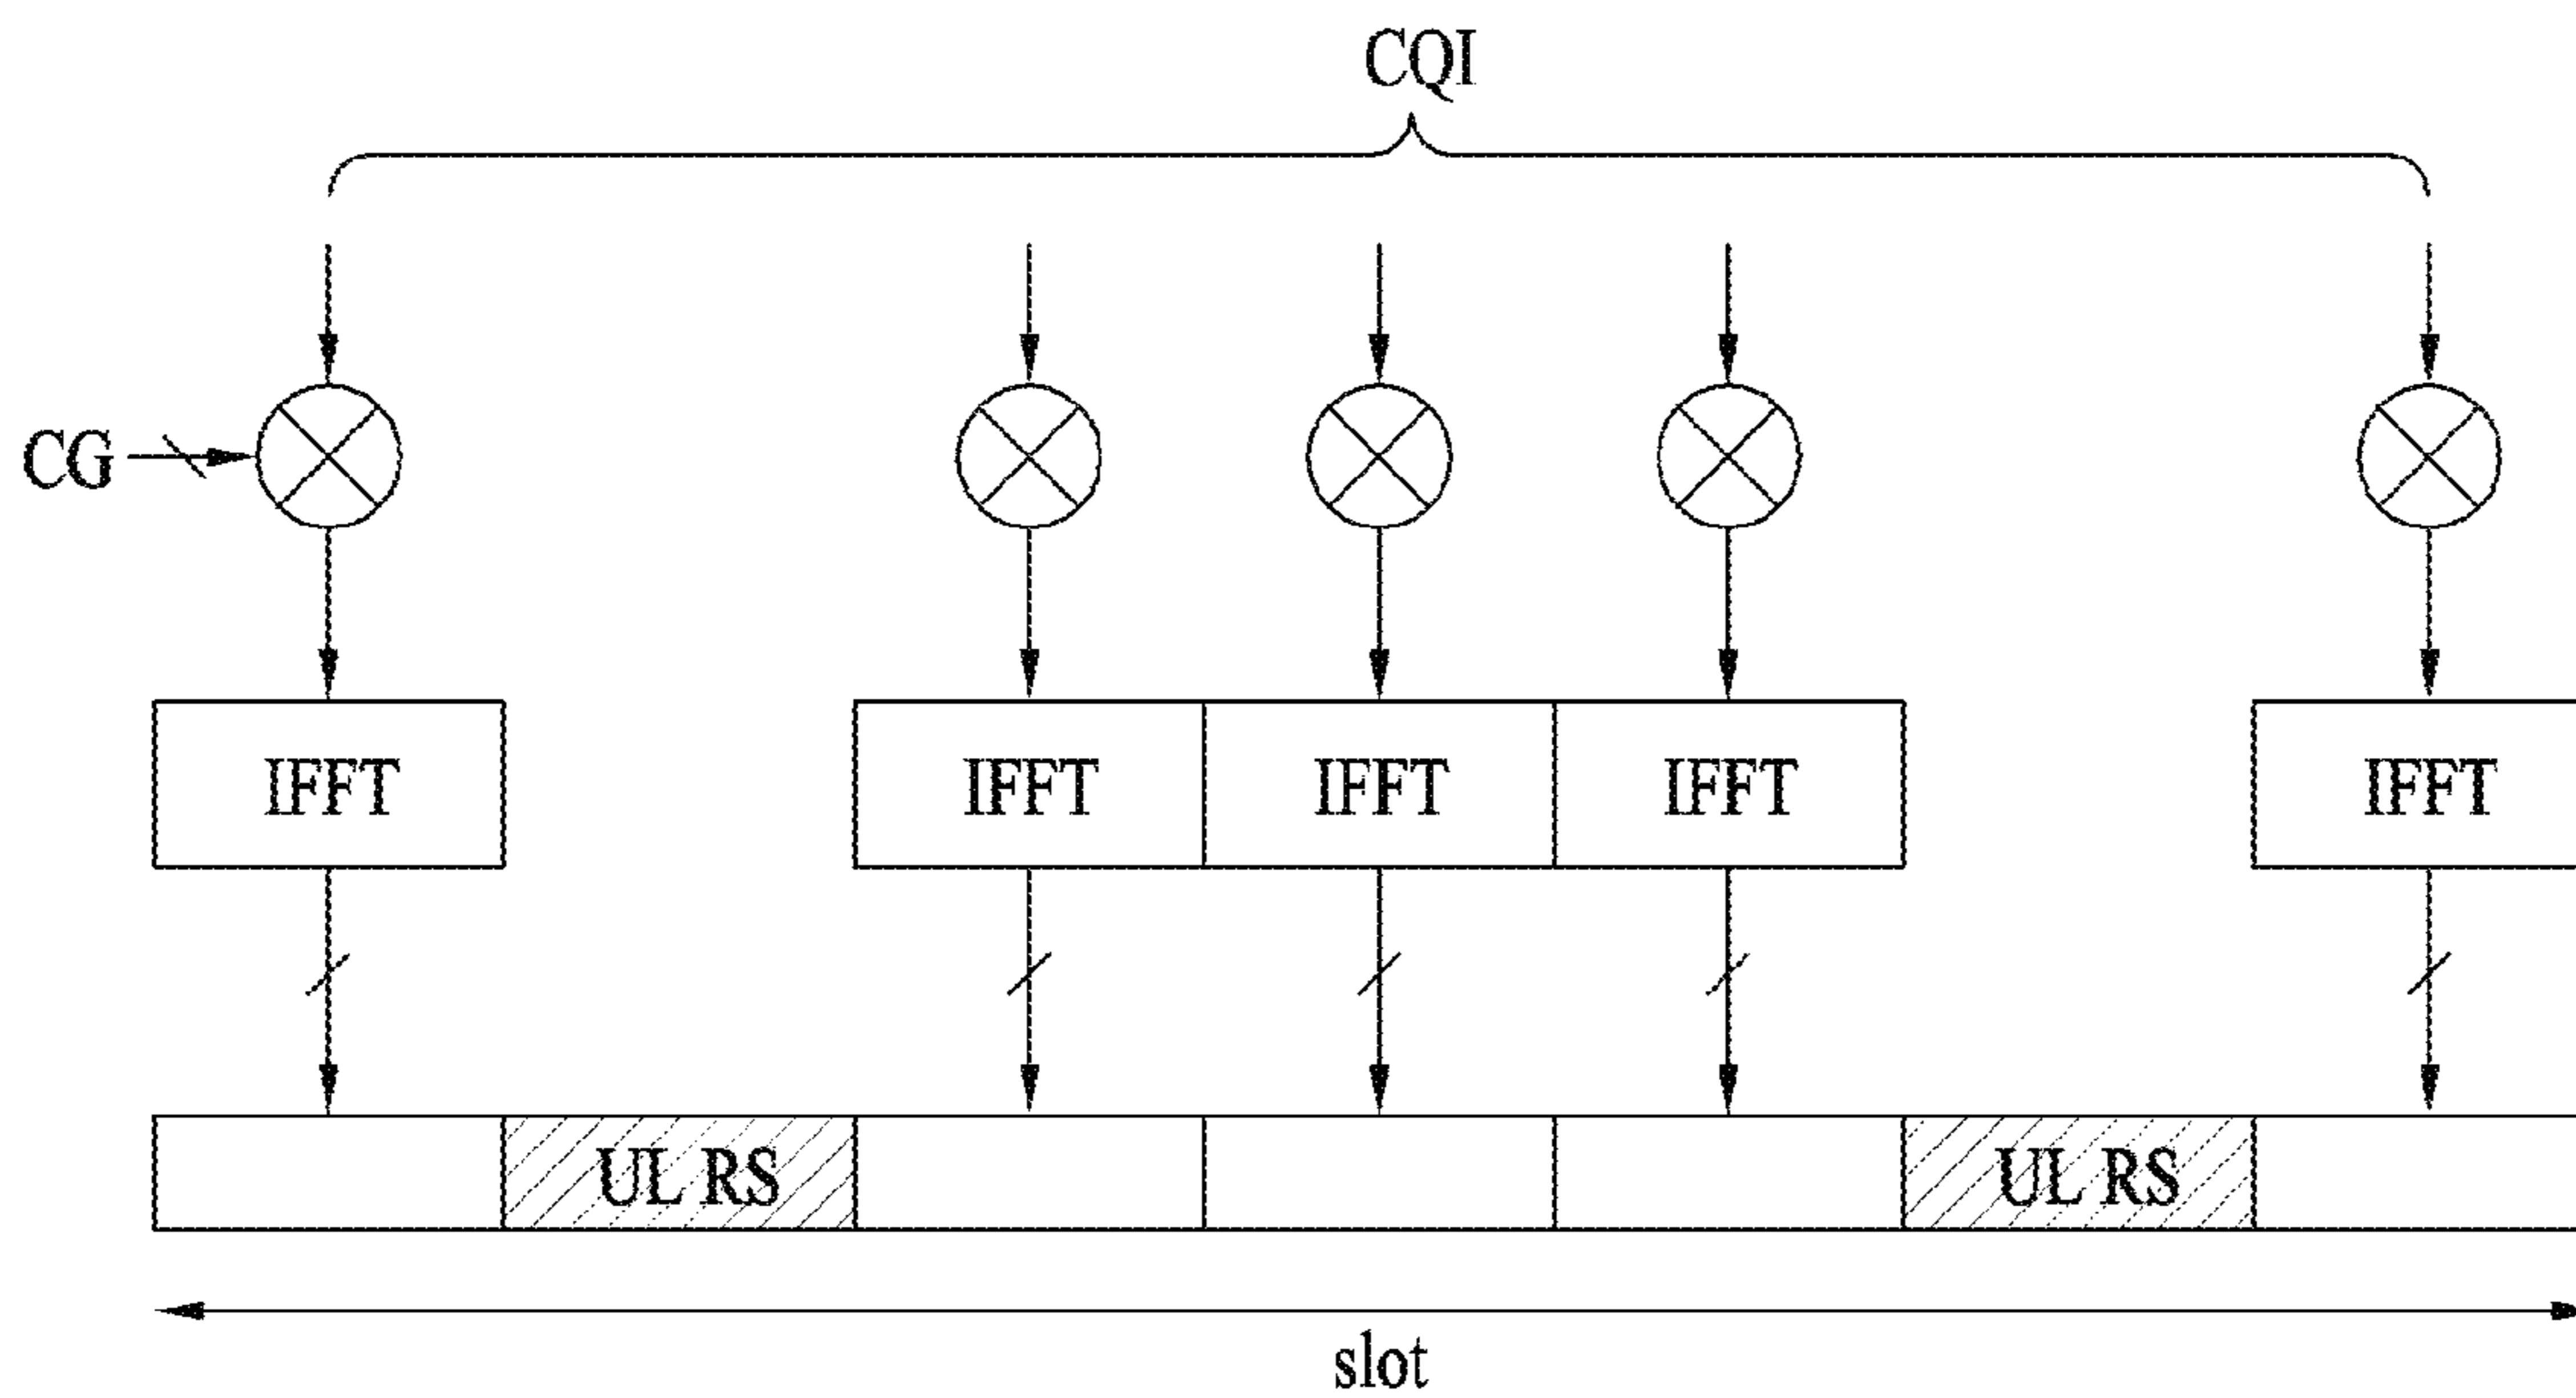 CQI
CG
IFFT IFFT IFFT IFFT IFFT
UL RS UL RS
slot